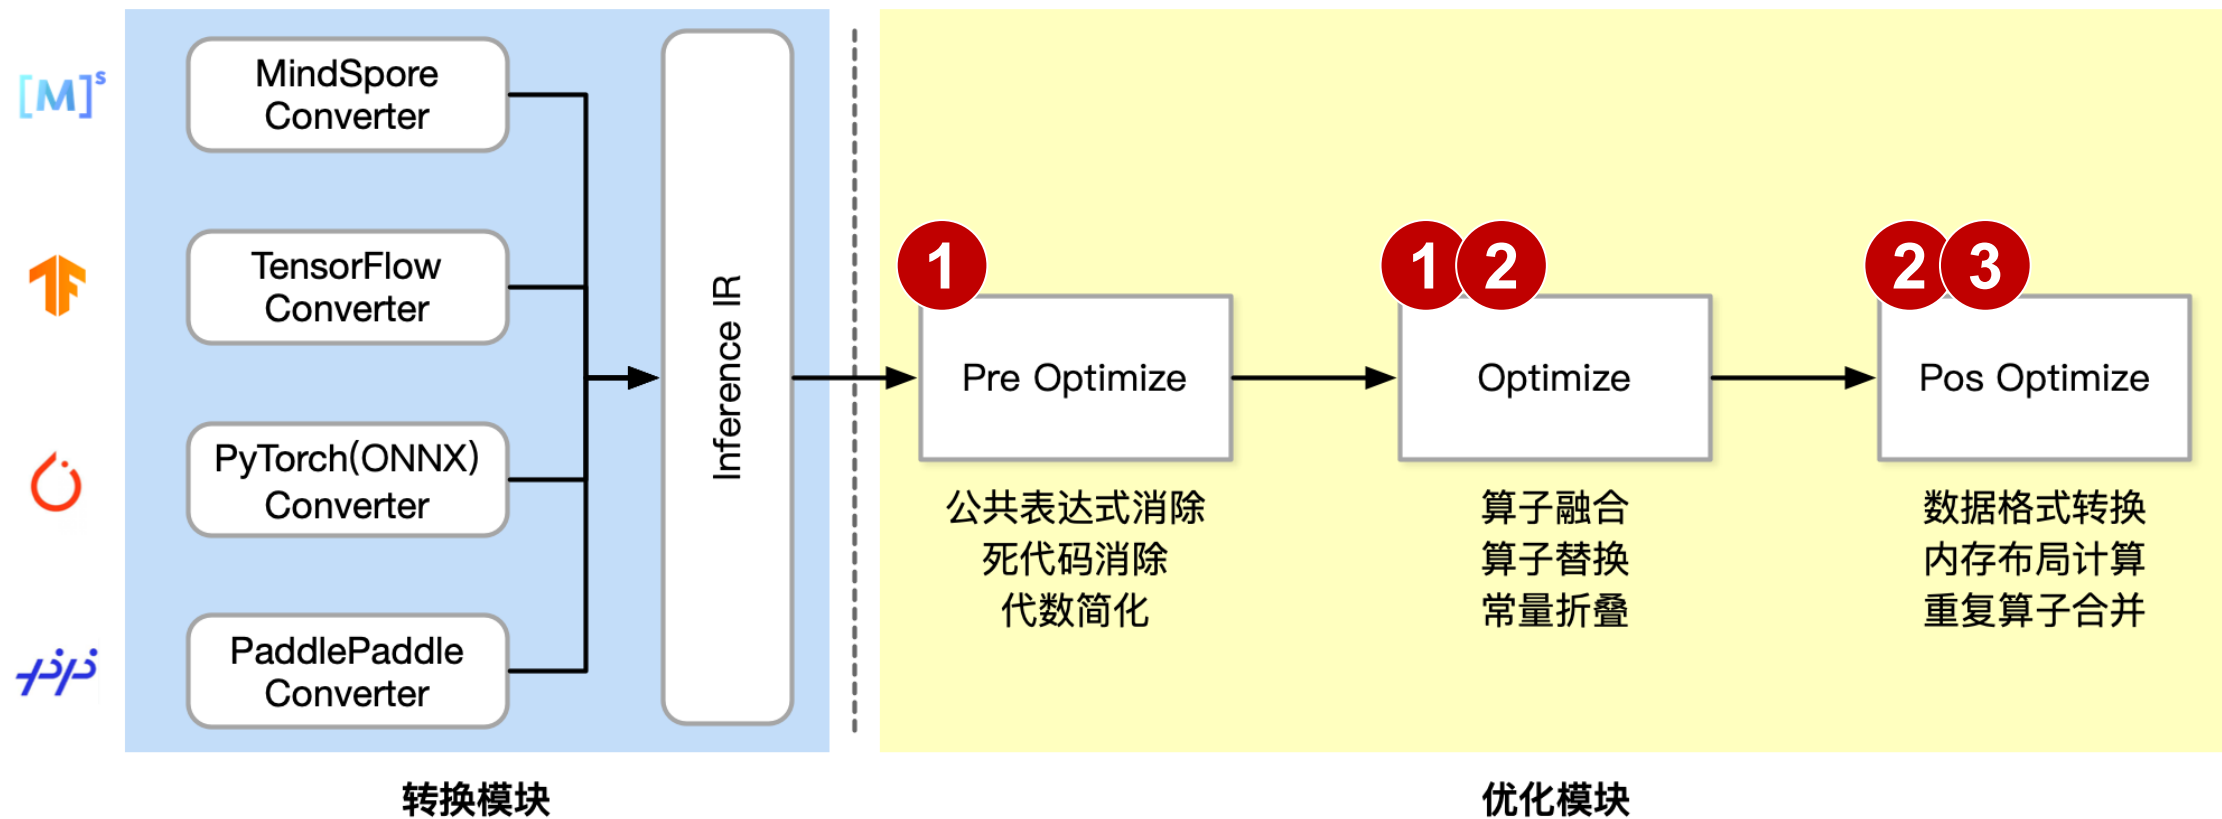 [M]s
MindSpore
Converter
TensorFlow
Converter
PyTorch(ONNX)
Converter
PaddlePaddle
Converter
Inference IR
转换模块
1
Pre Optimize
公共表达式消除
死代码消除
代数简化
1 2
Optimize
算子融合
算子替换
常量折叠
2 3
Pos Optimize
数据格式转换
内存布局计算
重复算子合并
优化模块